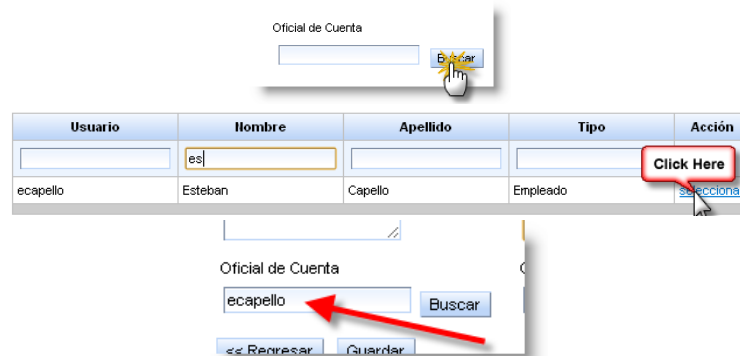 Oficial de Cuenta
Buscar
Usuario Nombre Apellido Tipo Acción
es
Click Here
ecapello Esteban Capello Empleado selecciona
Oficial de Cuenta
ecapello Buscar
<< Regresar Guardar